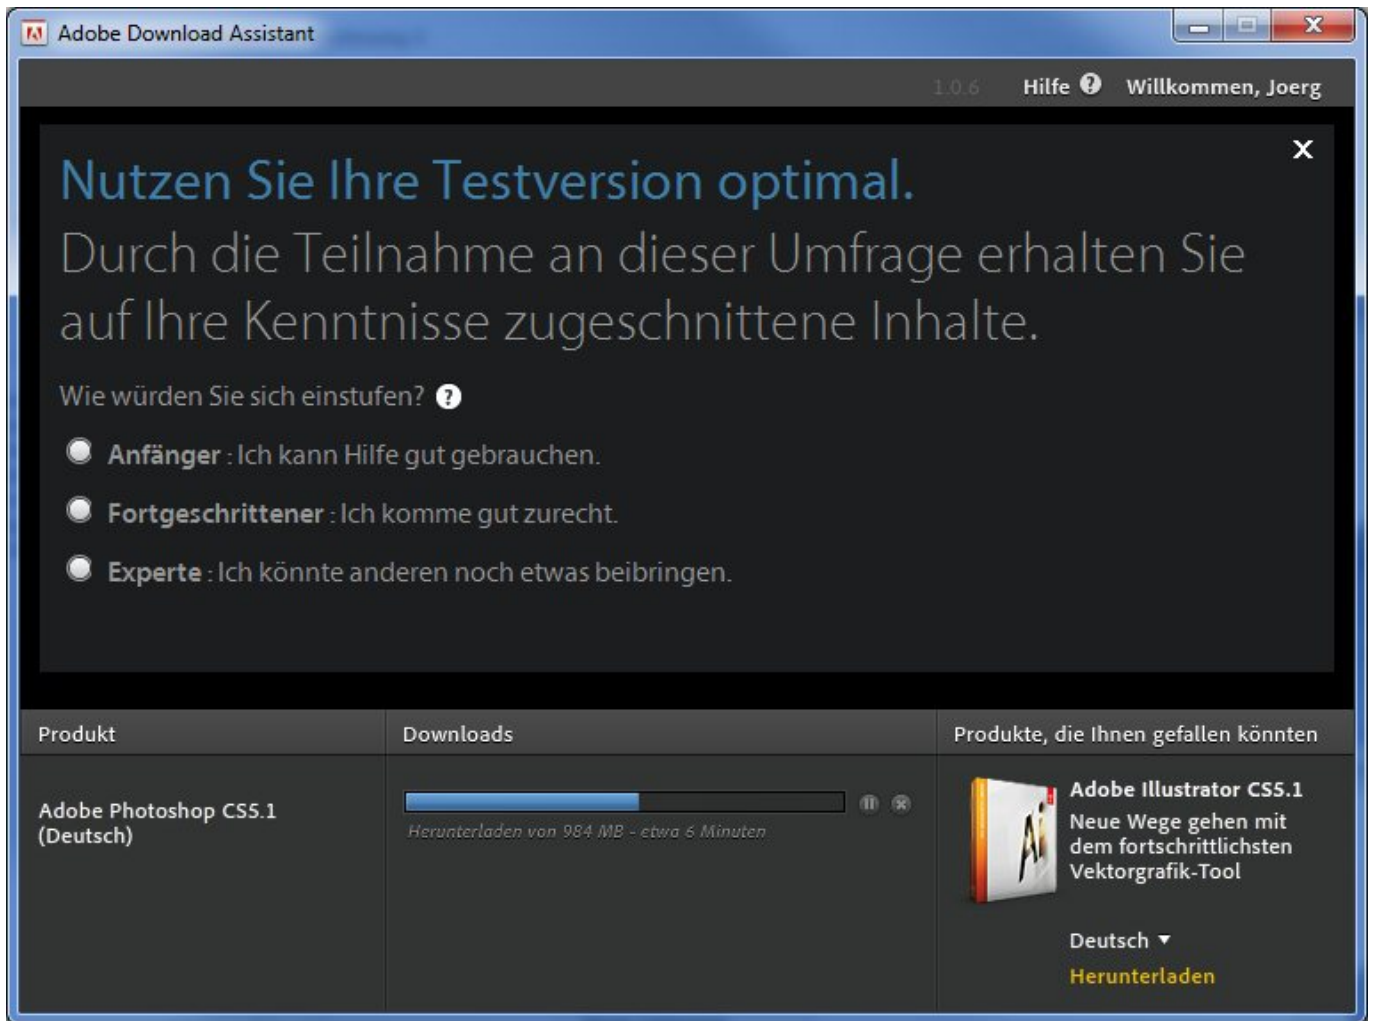 Adobe Download Assistant
1.0.6 Hilfe ? Willkommen, Joerg
Nutzen Sie Ihre Testversion optimal.
Durch die Teilnahme an dieser Umfrage erhalten Sie
auf Ihre Kenntnisse zugeschnittene Inhalte.
Wie würden Sie sich einstufen? ?
Anfänger : Ich kann Hilfe gut gebrauchen.
Fortgeschrittener : Ich komme gut zurecht.
Experte : Ich könnte anderen noch etwas beibringen.
Produkt
Adobe Photoshop CS5.1
(Deutsch)
Downloads
Herunterladen von 984 MB - etwa 6 Minuten
Produkte, die Ihnen gefallen könnten
Ai
Adobe Illustrator CS5.1
Neue Wege gehen mit
dem fortschrittlichsten
Vektorgrafik-Tool
Deutsch
Herunterladen